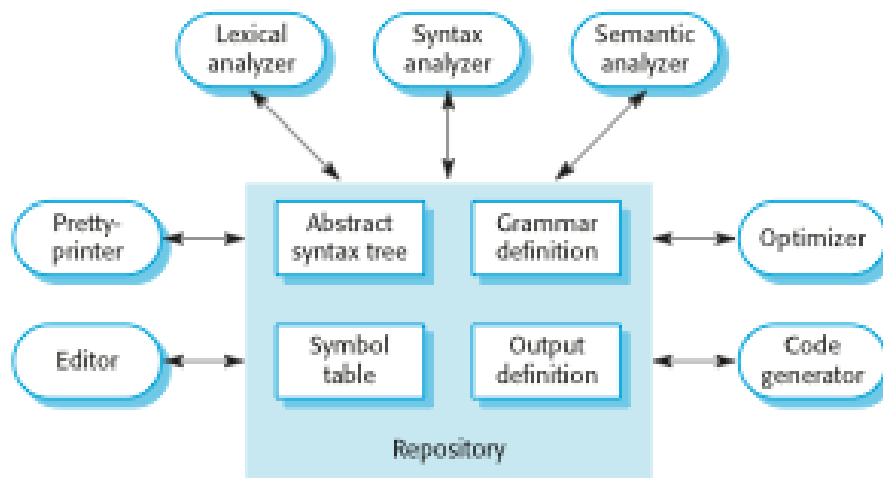 Lexical
analyzer
Syntax
analyzer
Semantic
analyzer
Pretty-
printer
Abstract
syntax tree
Grammar
definition
Optimizer
Editor
Symbol
table
Output
definition
Code
generator
Repository